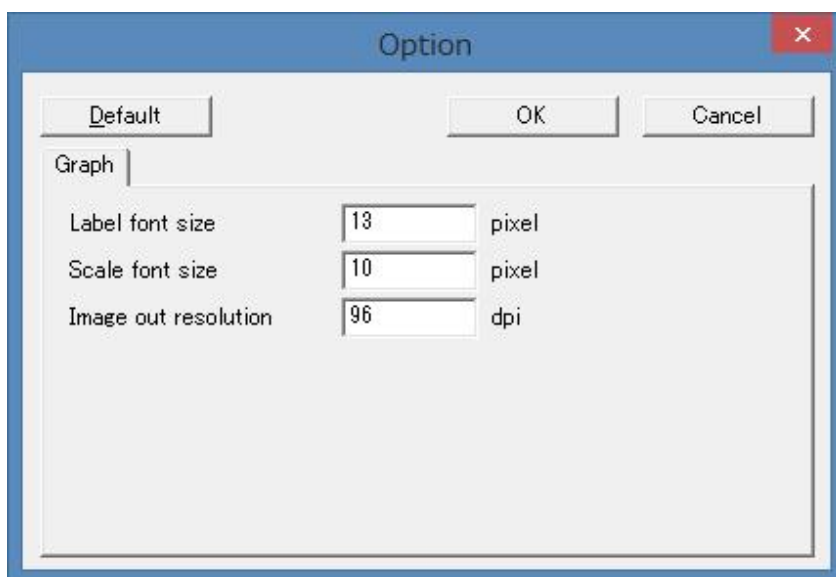 Option
Default OK Cancel
Graph
Label font size 13 pixel
Scale font size 10 pixel
Image out resolution 96 dpi